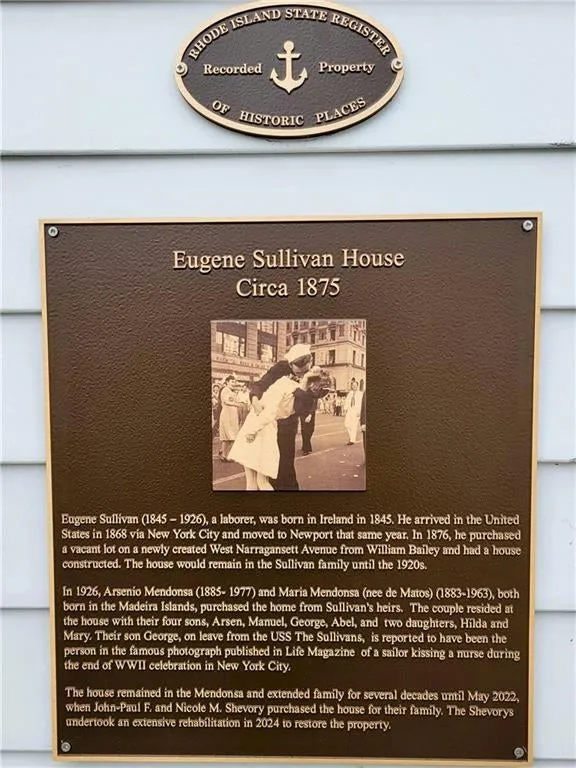 RHODE ISLAND STATE REGISTER
Recorded Property
OF HISTORIC PLACES
Eugene Sullivan House
Circa 1875
Eugene Sullivan (1845 – 1926), a laborer, was born in Ireland in 1845. He arrived in the United
States in 1868 via New York City and moved to Newport that same year. In 1876, he purchased
a vacant lot on a newly created West Narragansett Avenue from William Bailey and had a house
constructed. The house would remain in the Sullivan family until the 1920s.
In 1926, Arsenio Mendonsa (1885- 1977) and Maria Mendonsa (nee de Matos) (1883-1963), both
born in the Madeira Islands, purchased the home from Sullivan's heirs. The couple resided at
the house with their four sons, Arsen, Manuel, George, Abel, and two daughters, Hilda and
Mary. Their son George, on leave from the USS The Sullivans, is reported to have been the
person in the famous photograph published in Life Magazine of a sailor kissing a nurse during
the end of WWII celebration in New York City.
The house remained in the Mendonsa and extended family for several decades until May 2022,
when John-Paul F. and Nicole M. Shevory purchased the house for their family. The Shevorys
undertook an extensive rehabilitation in 2024 to restore the property.